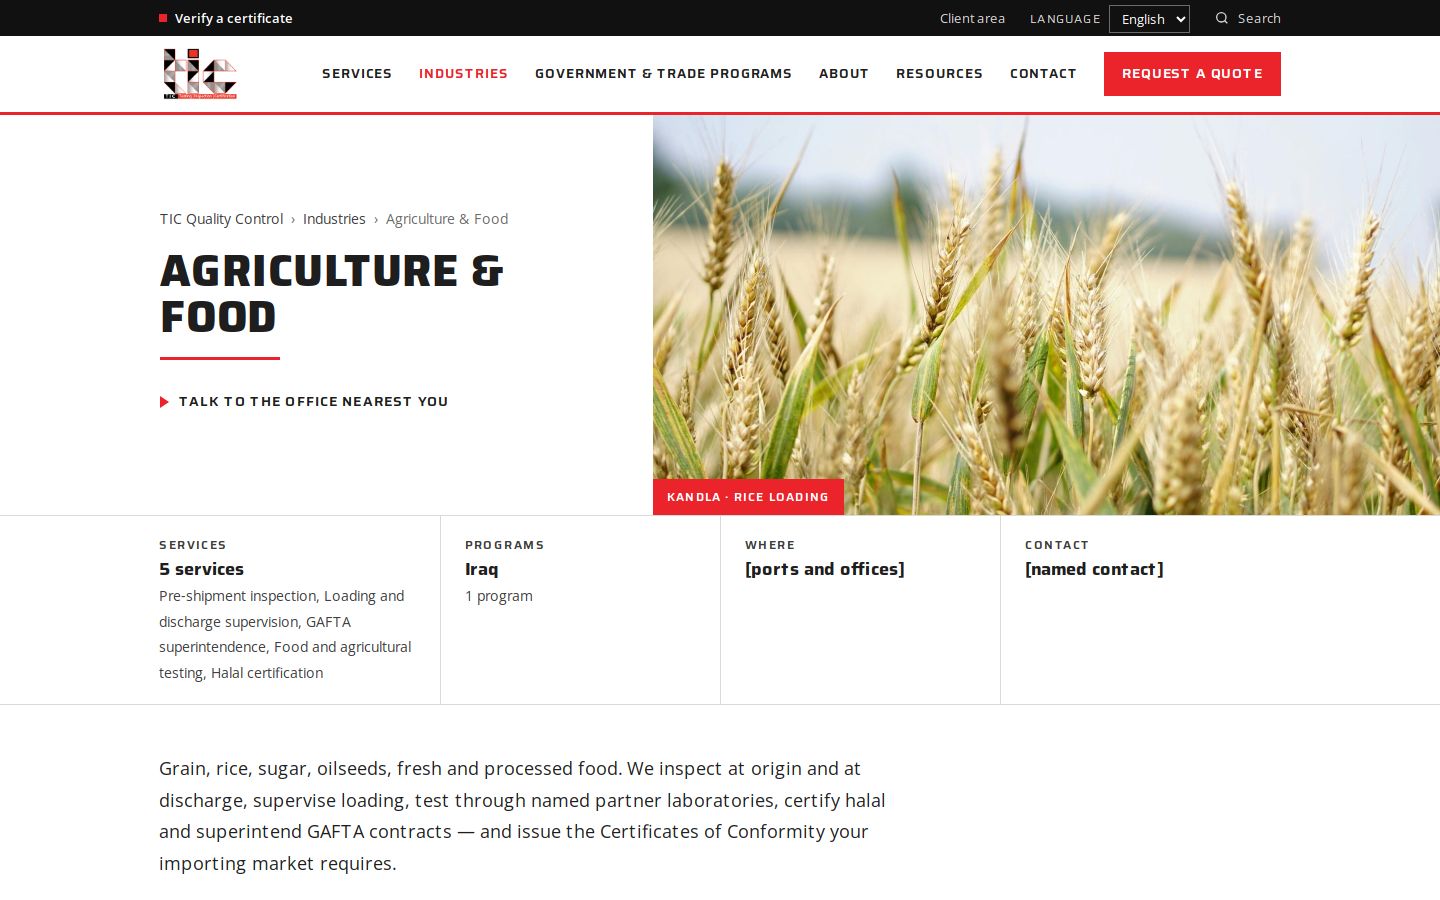 Verify a certificate
Client area
LANGUAGE
English
Search
tic
SERVICES
INDUSTRIES
GOVERNMENT & TRADE PROGRAMS
ABOUT
RESOURCES
CONTACT
REQUEST A QUOTE
TIC Quality Control › Industries › Agriculture & Food
AGRICULTURE &
FOOD
TALK TO THE OFFICE NEAREST YOU
KANDLA · RICE LOADING
SERVICES
5 services
Pre-shipment inspection, Loading and
discharge supervision, GAFTA
superintendence, Food and agricultural
testing, Halal certification
PROGRAMS
Iraq
1 program
WHERE
[ports and offices]
CONTACT
[named contact]
Grain, rice, sugar, oilseeds, fresh and processed food. We inspect at origin and at
discharge, supervise loading, test through named partner laboratories, certify halal
and superintend GAFTA contracts — and issue the Certificates of Conformity your
importing market requires.